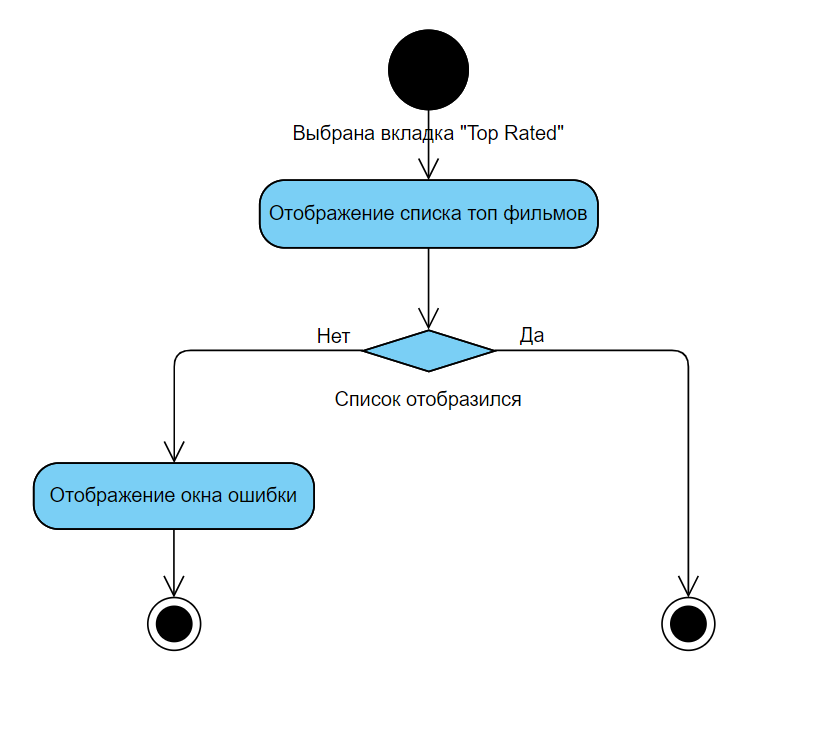 Выбрана вкладка "Top Rated"
Отображение списка топ фильмов
Нет
Да
Список отобразился
Отображение окна ошибки